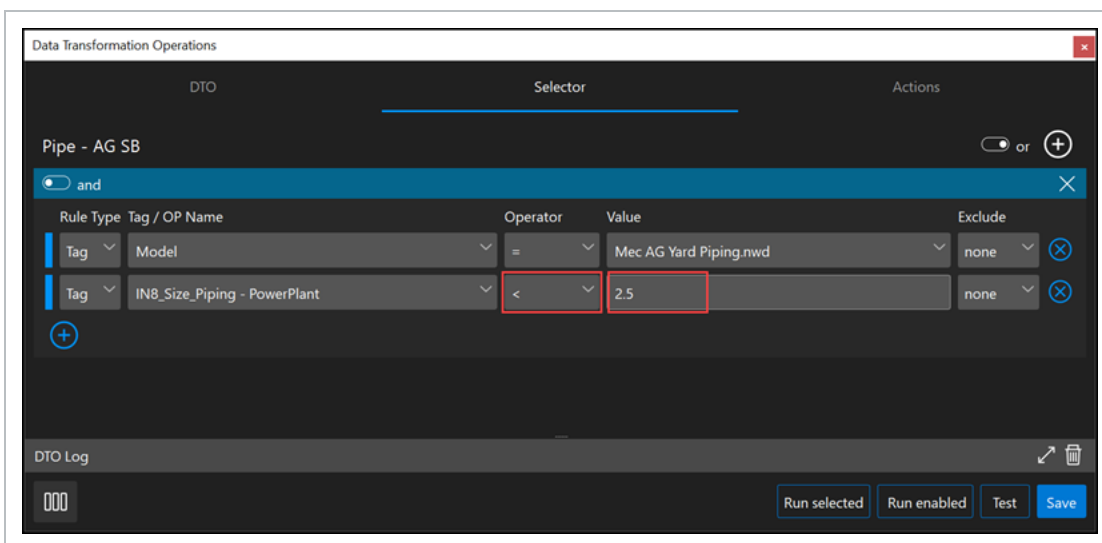 Data Transformation Operations
DTO Selector Actions
Pipe - AG SB or
and
Rule Type Tag / OP Name Operator Value Exclude
Tag Model = Mec AG Yard Piping.nwd none
Tag IN8_Size_Piping - PowerPlant < 2.5 none
DTO Log
Run selected Run enabled Test Save